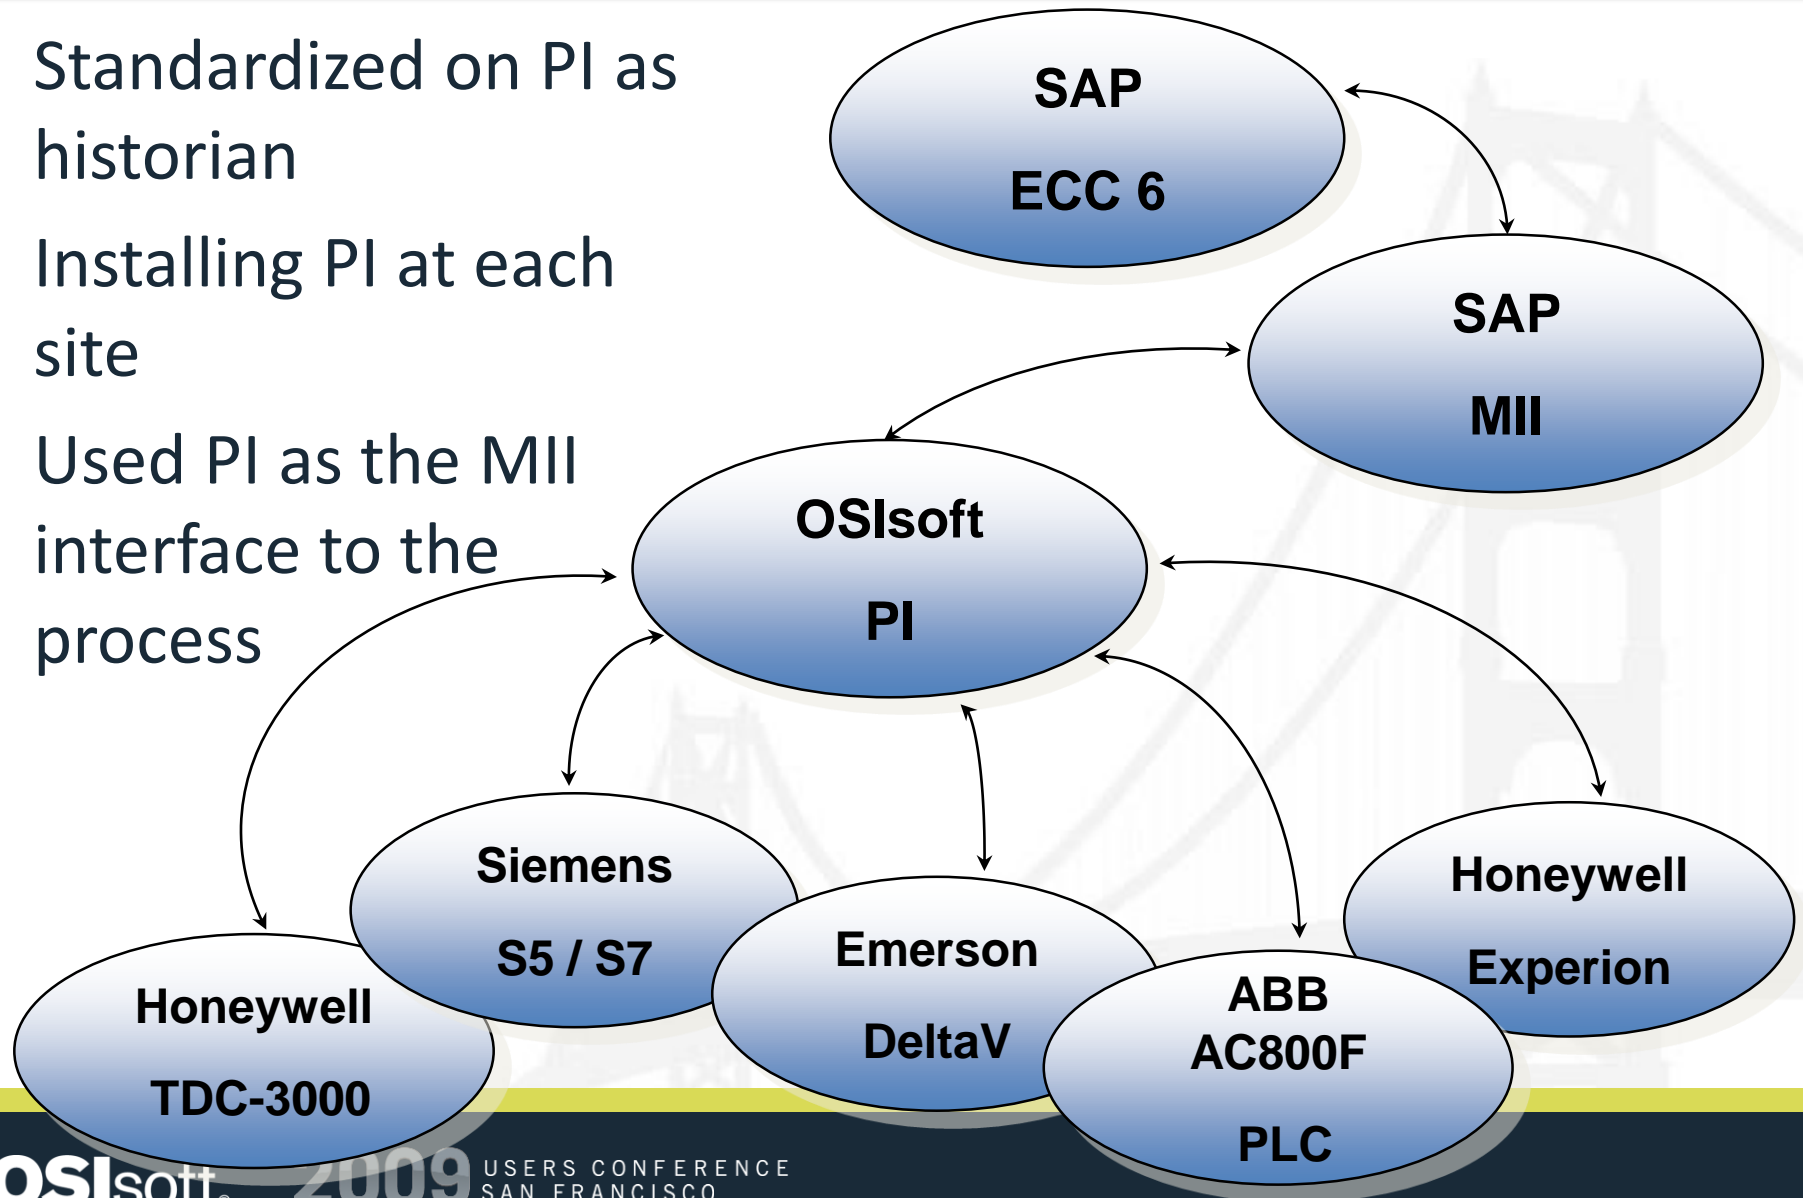 Standardized on PI as
historian
Installing PI at each
site
Used PI as the MII
interface to the
process
SAP
ECC 6
SAP
MII
OSIsoft
PI
Siemens
S5 / S7
Honeywell
Experion
Emerson
DeltaV
ABB
AC800F
PLC
Honeywell
TDC-3000
OSIsoft®
2009
USERS CONFERENCE
SAN FRANCISCO